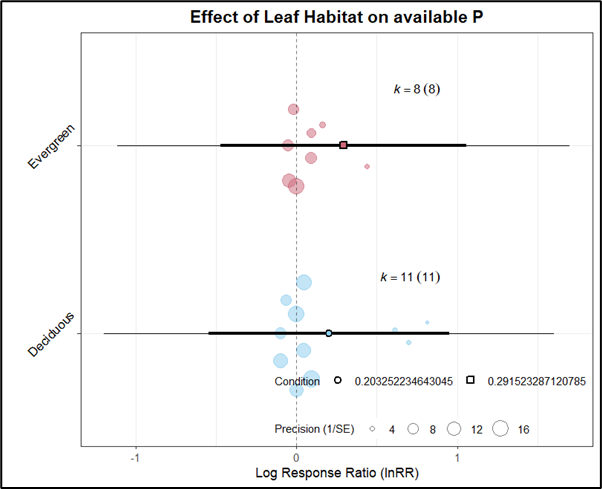 Effect of Leaf Habitat on available P
Evergreen
k = 8 (8)
Deciduous
k = 11 (11)
Condition 0.203252234643045 0.291523287120785
Precision (1/SE) 4 8 12 16
-1 0 1
Log Response Ratio (lnRR)